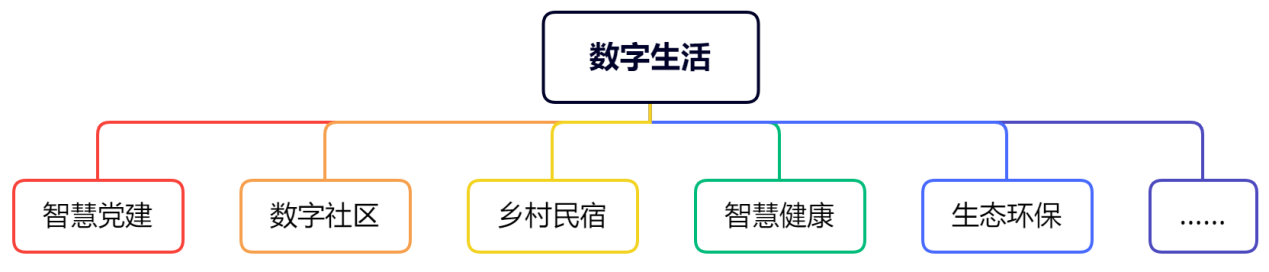 数字生活
智慧党建
数字社区
乡村民宿
智慧健康
生态环保
......